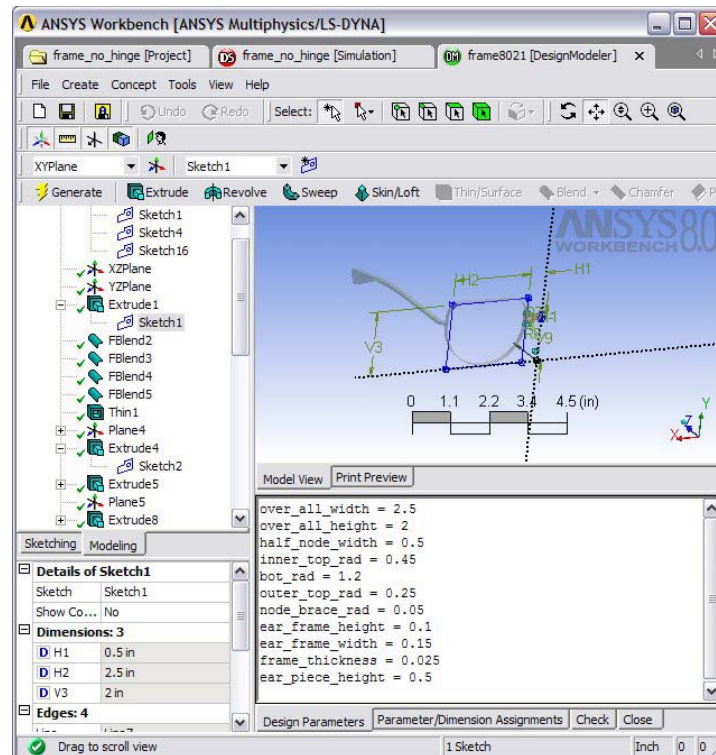 ANSYS Workbench [ANSYS Multiphysics/LS-DYNA]
frame_no_hinge [Project]
frame_no_hinge [Simulation]
frame8021 [DesignModeler]
File Create Concept Tools View Help
Undo Redo Select:
XYPlane Sketch1
Generate Extrude Revolve Sweep Skin/Loft Thin/Surface Blend Chamfer
Sketch1
Sketch4
Sketch16
XZPlane
YZPlane
Extrude1
Sketch1
FBlend2
FBlend3
FBlend4
FBlend5
Thin1
Plane4
Extrude4
Sketch2
Extrude5
Plane5
Extrude8
Sketching Modeling
Details of Sketch1
Sketch Sketch1
Show Co... No
Dimensions: 3
D H1 0.5 in
D H2 2.5 in
D V3 2 in
Edges: 4
ANSYS 8.0
WORKBENCH
H2
H1
V3
0 1.1 2.2 3.4 4.5 (in)
Y
Z
X
Model View Print Preview
over_all_width = 2.5
over_all_height = 2
half_node_width = 0.5
inner_top_rad = 0.45
bot_rad = 1.2
outer_top_rad = 0.25
node_brace_rad = 0.05
ear_frame_height = 0.1
ear_frame_width = 0.15
frame_thickness = 0.025
ear_piece_height = 0.5
Design Parameters Parameter/Dimension Assignments Check Close
Drag to scroll view 1 Sketch Inch 0 0